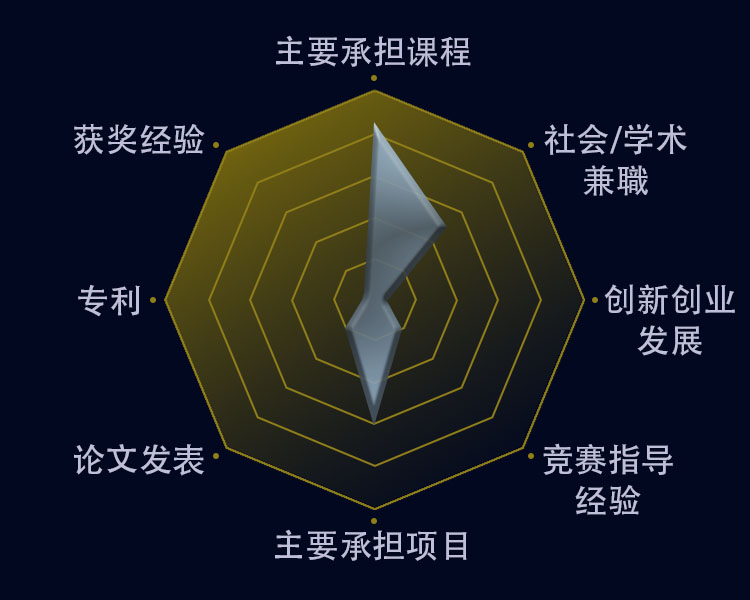 主要承担课程
获奖经验
社会/学术
兼職
专利
创新创业
发展
论文发表
竞赛指导
经验
主要承担项目